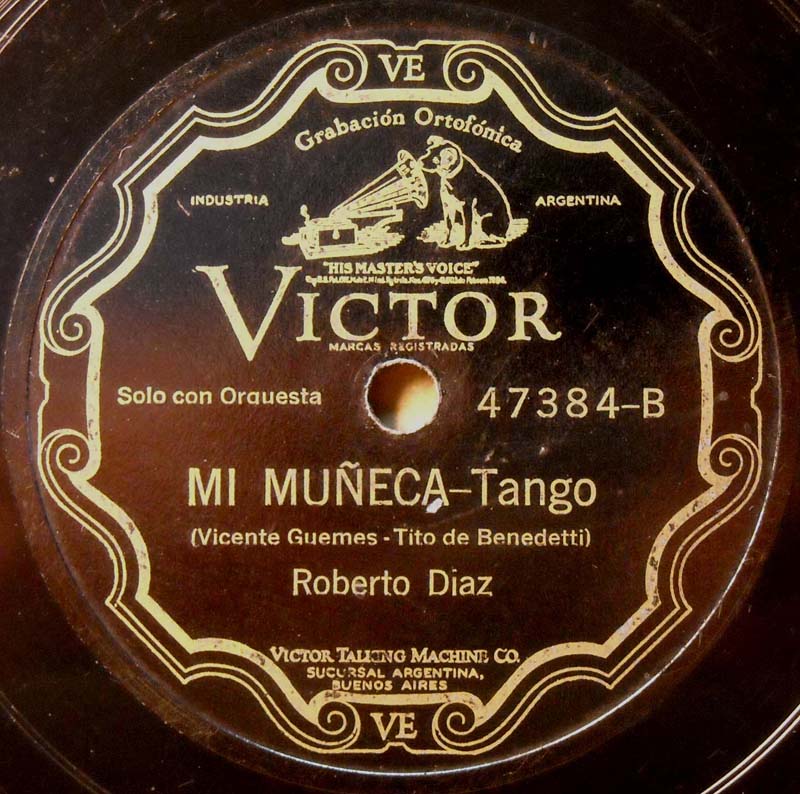 VE
Grabación Ortofónica
INDUSTRIA ARGENTINA
"HIS MASTER'S VOICE"
VICTOR
MARCAS REGISTRADAS
Solo con Orquesta 47384-B
MI MUÑECA-Tango
(Vicente Guemes - Tito de Benedetti)
Roberto Diaz
VICTOR TALKING MACHINE CO.
SUCURSAL ARGENTINA,
BUENOS AIRES
VE